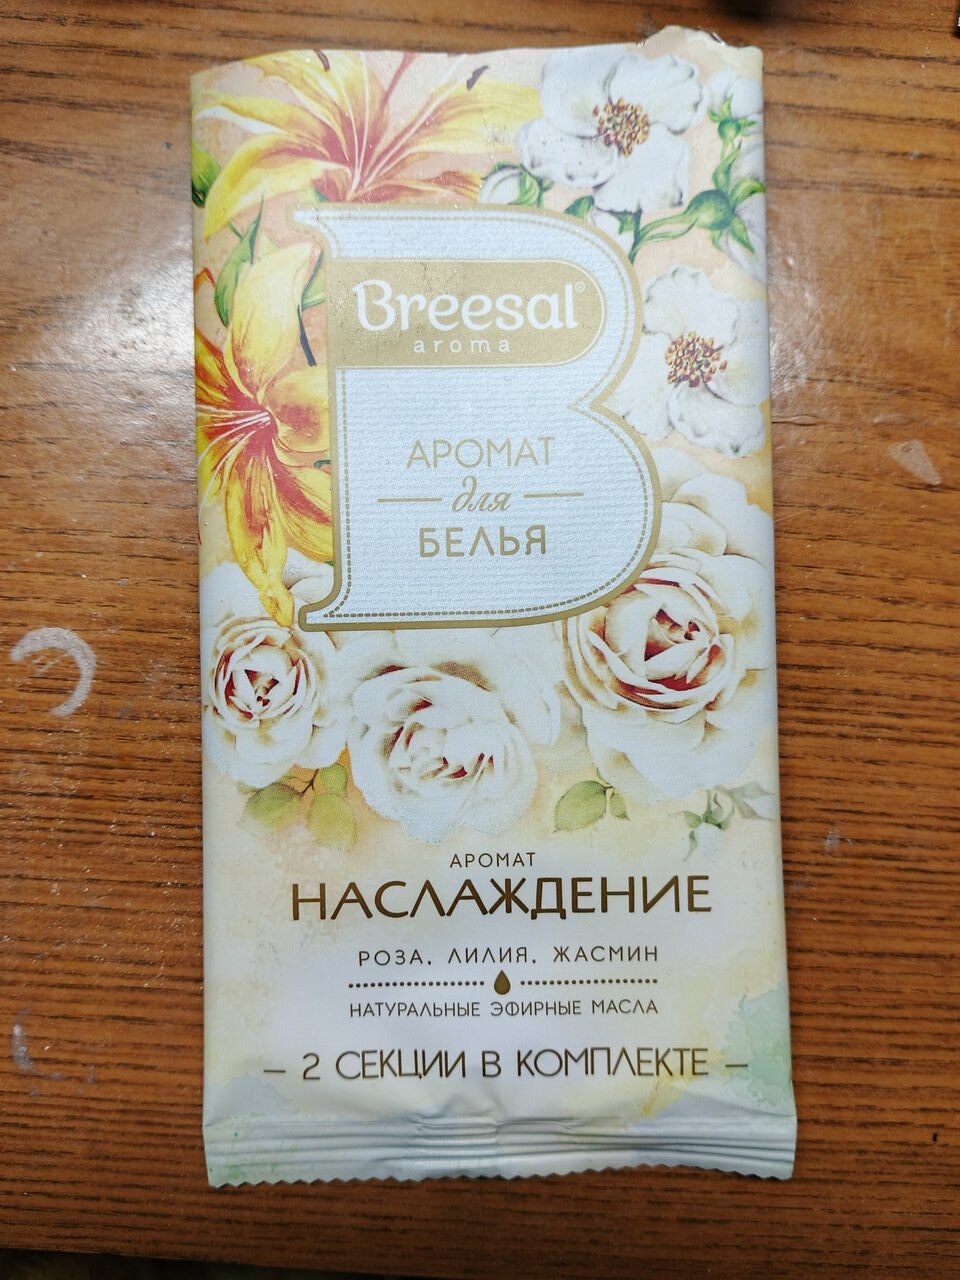 Breesal®
aroma
АРОМАТ
для
БЕЛЬЯ
АРОМАТ
НАСЛАЖДЕНИЕ
РОЗА, ЛИЛИЯ, ЖАСМИН
НАТУРАЛЬНЫЕ ЭФИРНЫЕ МАСЛА
– 2 СЕКЦИИ В КОМПЛЕКТЕ –